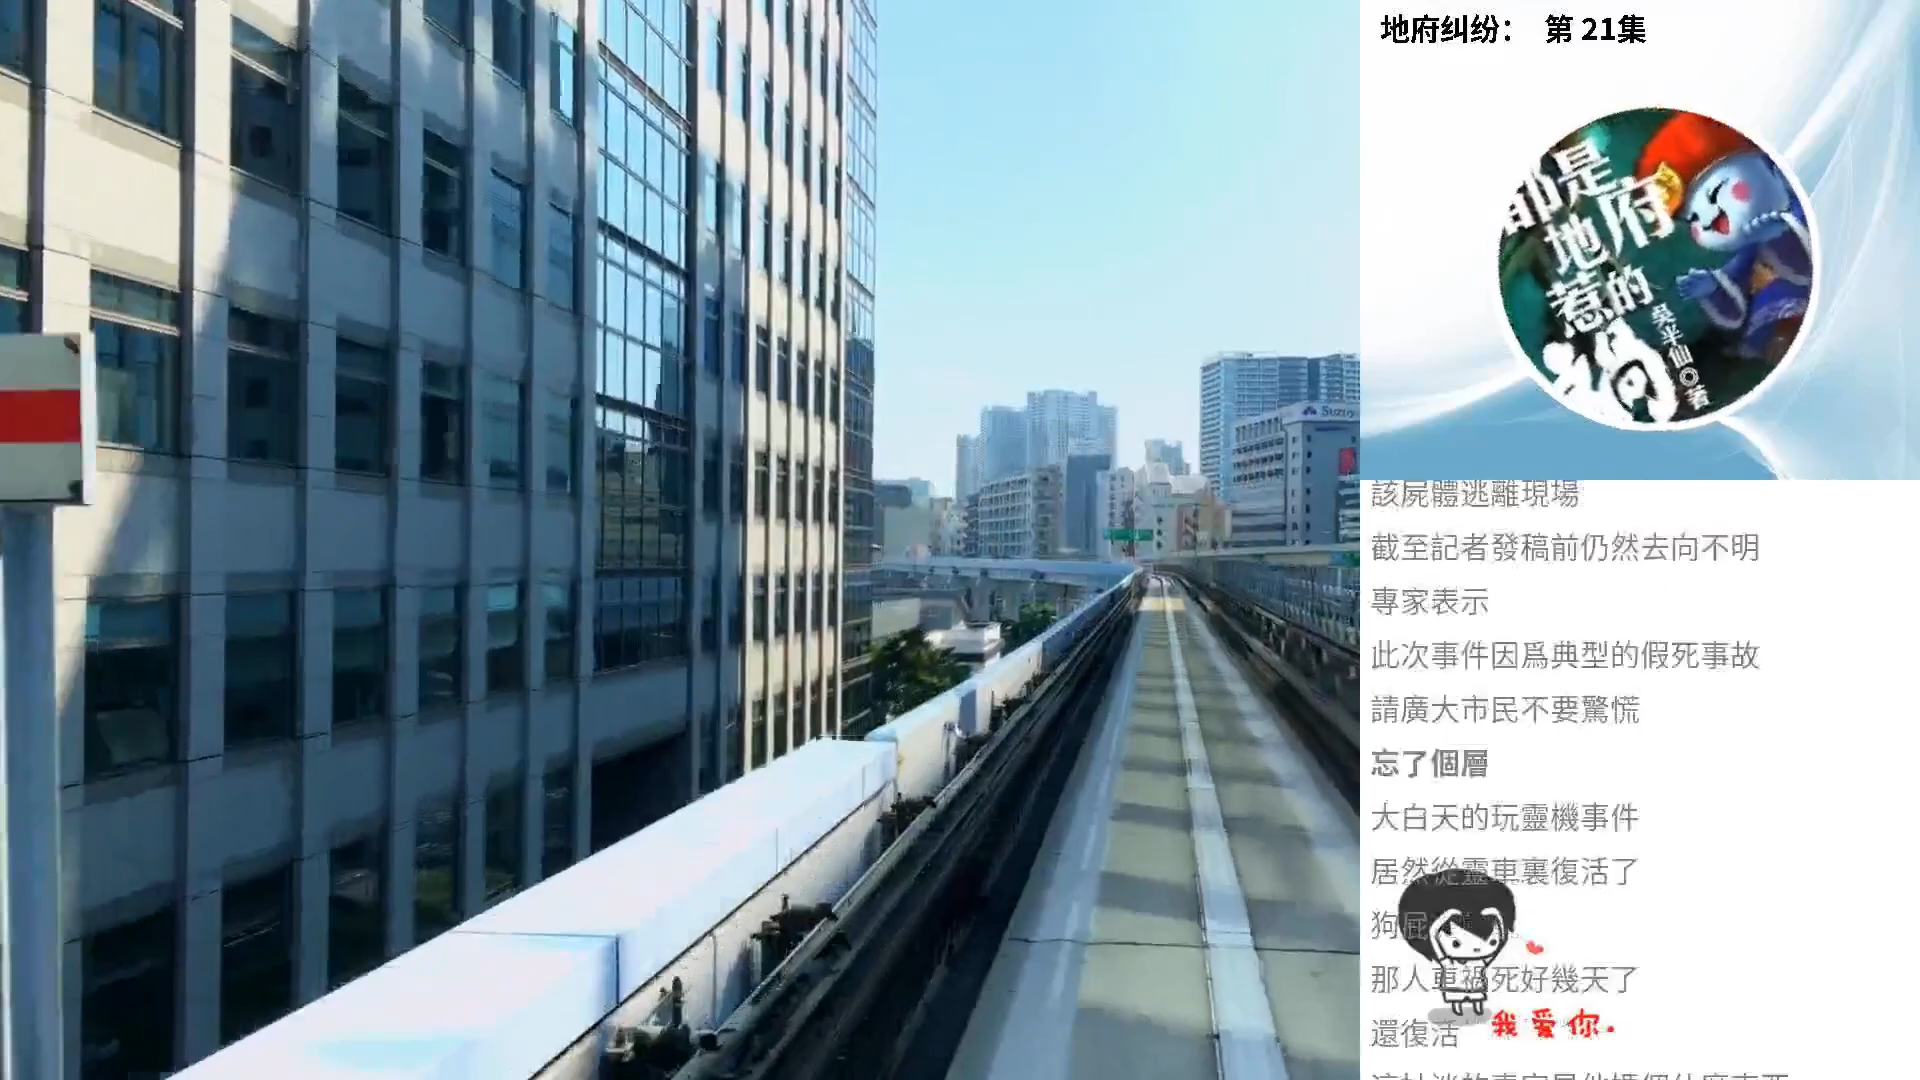 地府纠纷： 第 21集
都是
地府
惹的
祸
吳半仙◎著
該屍體逃離現場
截至記者發稿前仍然去向不明
專家表示
此次事件因爲典型的假死事故
請廣大市民不要驚慌
忘了個層
大白天的玩靈機事件
居然從靈車裏復活了
狗屁
那人車禍死好幾天了
還復活
我爱你.